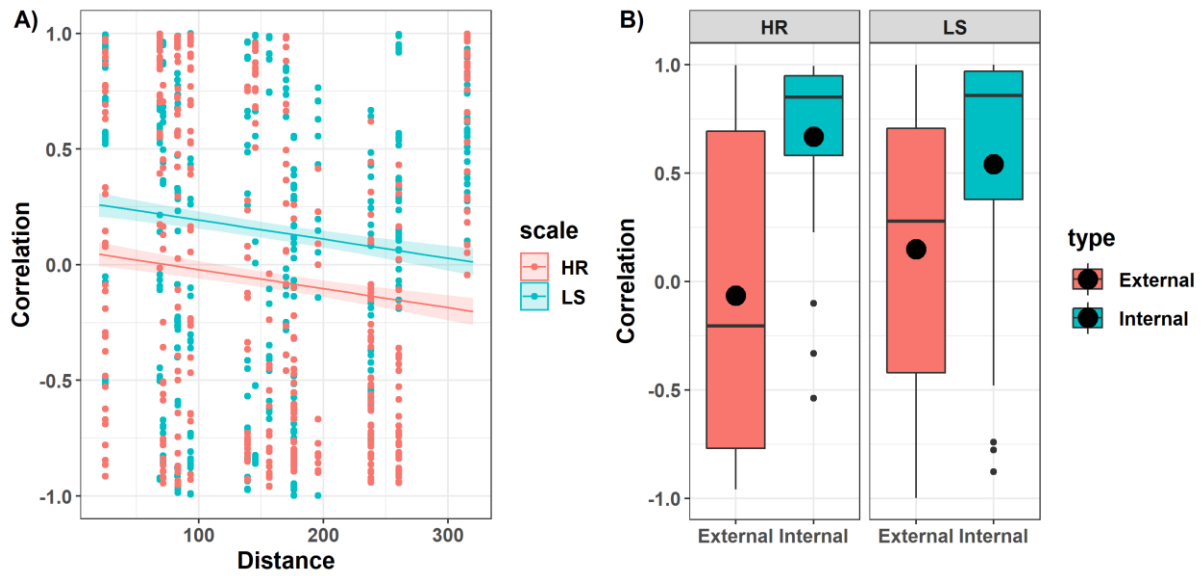 A)
1.0
0.5
0.0
-0.5
-1.0
Correlation
100 200 300
Distance
scale
HR
LS
B)
HR LS
1.0
0.5
0.0
-0.5
-1.0
Correlation
External Internal External Internal
type
External
Internal